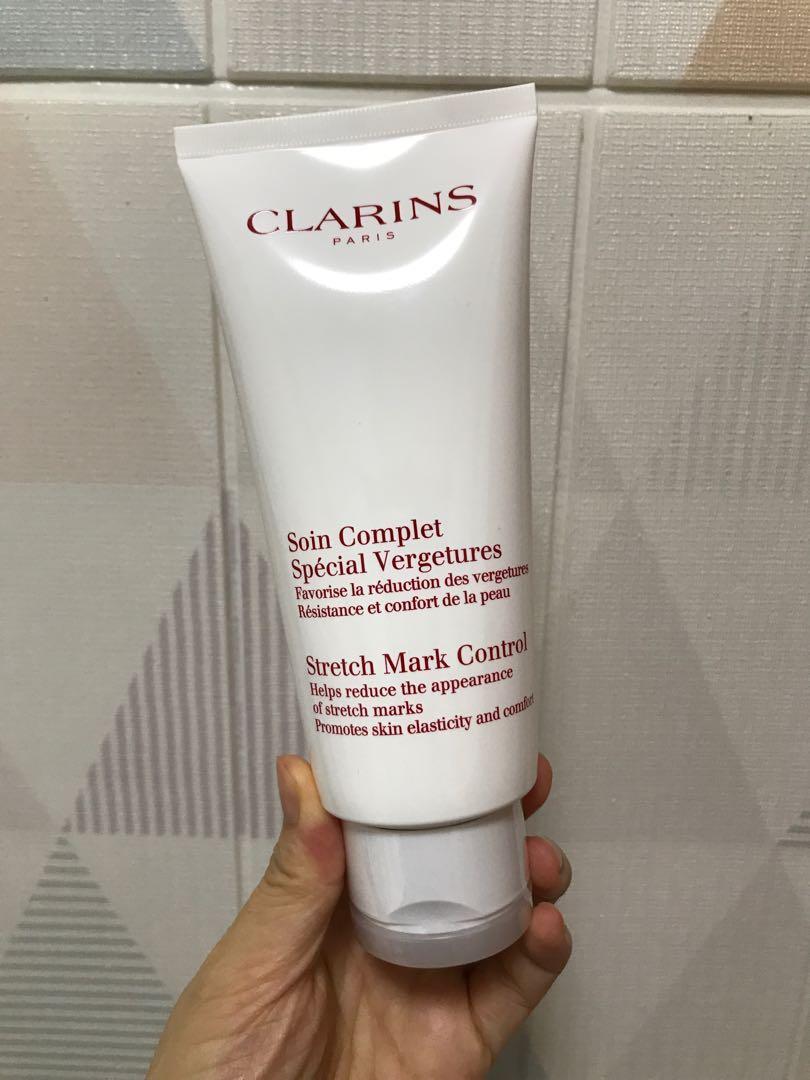 CLARINS
PARIS
Soin Complet
Spécial Vergetures
Favorise la réduction des vergetures
Résistance et confort de la peau
Stretch Mark Control
Helps reduce the appearance
of stretch marks
Promotes skin elasticity and comfort